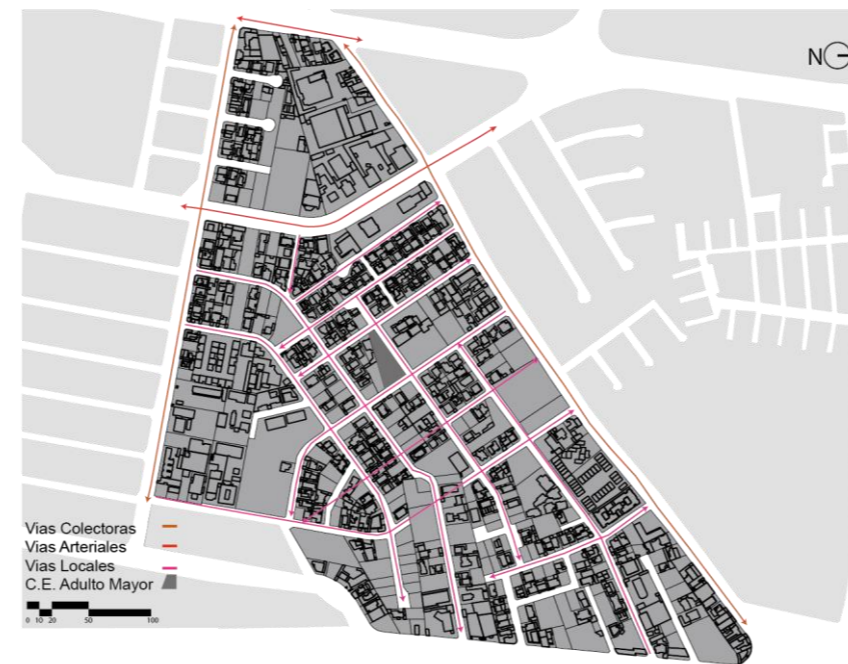 N
Vias Colectoras
Vias Arteriales
Vias Locales
C.E. Adulto Mayor
0 10 20 50 100